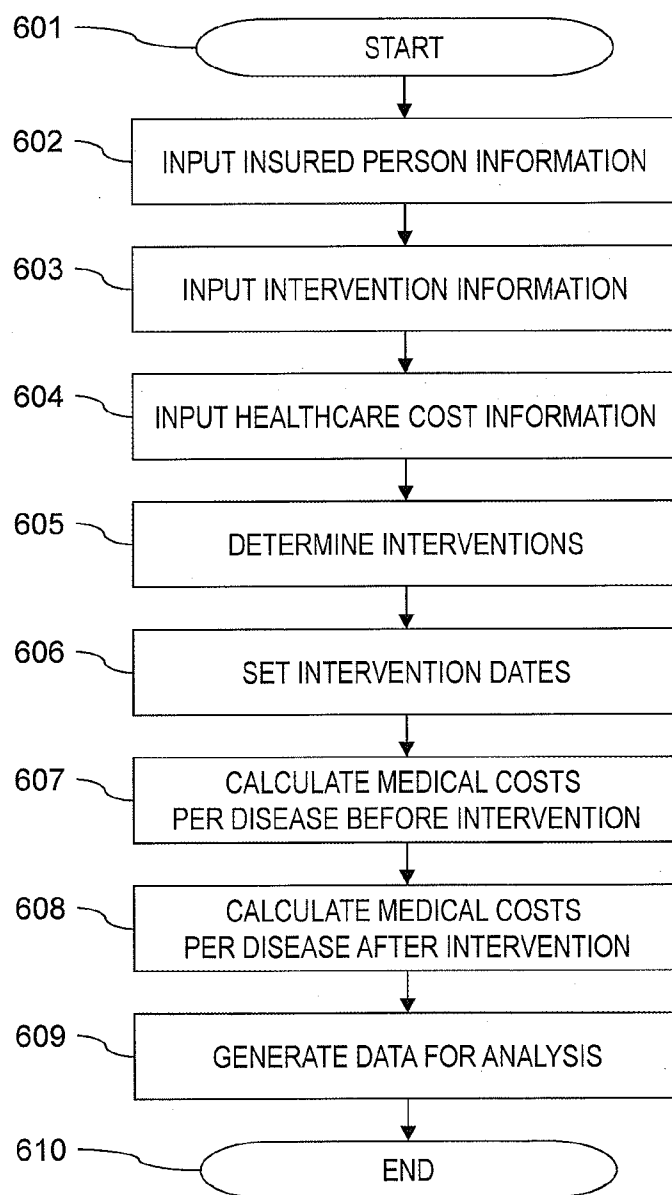 601
START
602
INPUT INSURED PERSON INFORMATION
603
INPUT INTERVENTION INFORMATION
604
INPUT HEALTHCARE COST INFORMATION
605
DETERMINE INTERVENTIONS
606
SET INTERVENTION DATES
607
CALCULATE MEDICAL COSTS
PER DISEASE BEFORE INTERVENTION
608
CALCULATE MEDICAL COSTS
PER DISEASE AFTER INTERVENTION
609
GENERATE DATA FOR ANALYSIS
610
END